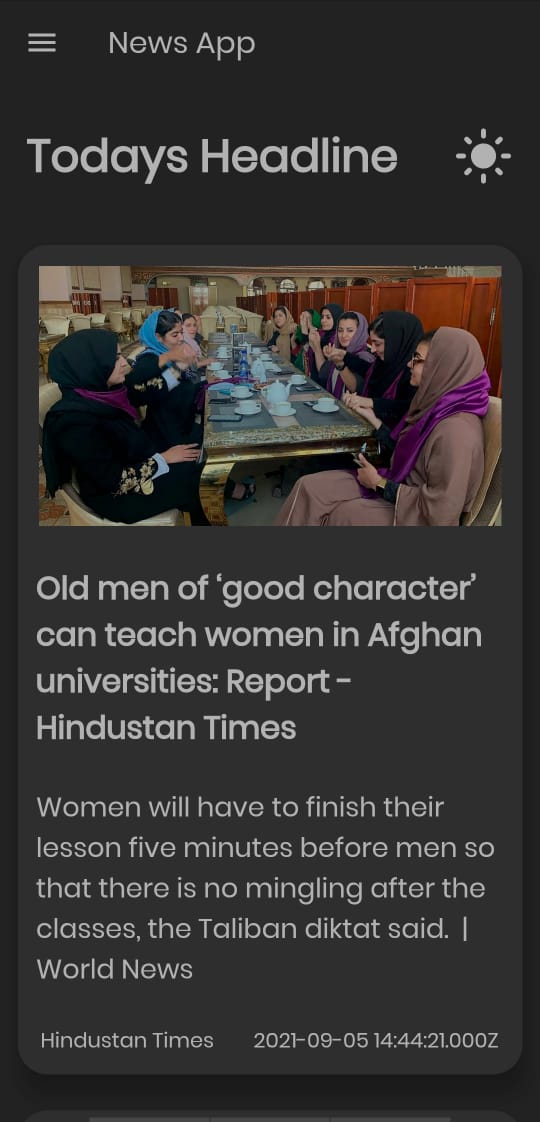 News App
Todays Headline
Old men of ‘good character’
can teach women in Afghan
universities: Report -
Hindustan Times
Women will have to finish their
lesson five minutes before men so
that there is no mingling after the
classes, the Taliban diktat said. |
World News
Hindustan Times 2021-09-05 14:44:21.000Z